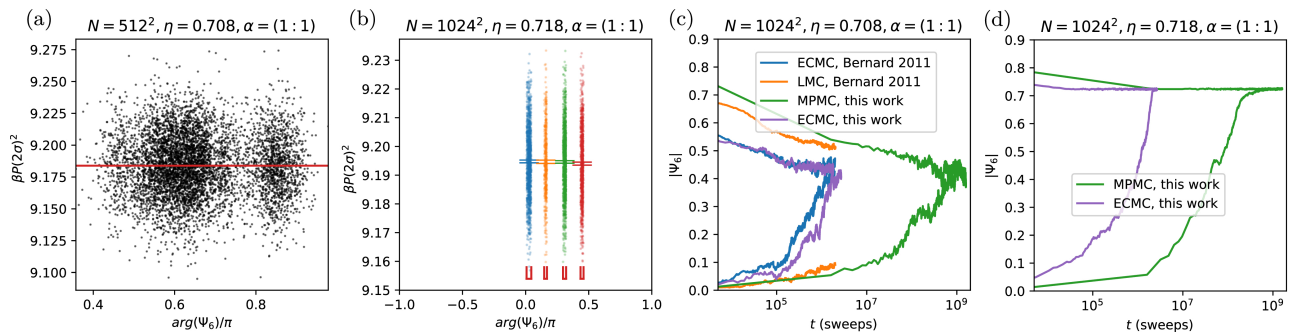 (a)
N = 512², η = 0.708, α = (1 : 1)
βP(2σ)²
9.275
9.250
9.225
9.200
9.175
9.150
9.125
9.100
0.4 0.6 0.8
arg(Ψ₆)/π
(b)
N = 1024², η = 0.718, α = (1 : 1)
βP(2σ)²
9.23
9.22
9.21
9.20
9.19
9.18
9.17
9.16
9.15
−1.0 −0.5 0.0 0.5 1.0
arg(Ψ₆)/π
(c)
N = 1024², η = 0.708, α = (1 : 1)
|Ψ₆|
0.9
0.8
0.7
0.6
0.5
0.4
0.3
0.2
0.1
0.0
ECMC, Bernard 2011
LMC, Bernard 2011
MPMC, this work
ECMC, this work
10⁵ 10⁷ 10⁹
t (sweeps)
(d)
N = 1024², η = 0.718, α = (1 : 1)
|Ψ₆|
0.9
0.8
0.7
0.6
0.5
0.4
0.3
0.2
0.1
0.0
MPMC, this work
ECMC, this work
10⁵ 10⁷ 10⁹
t (sweeps)